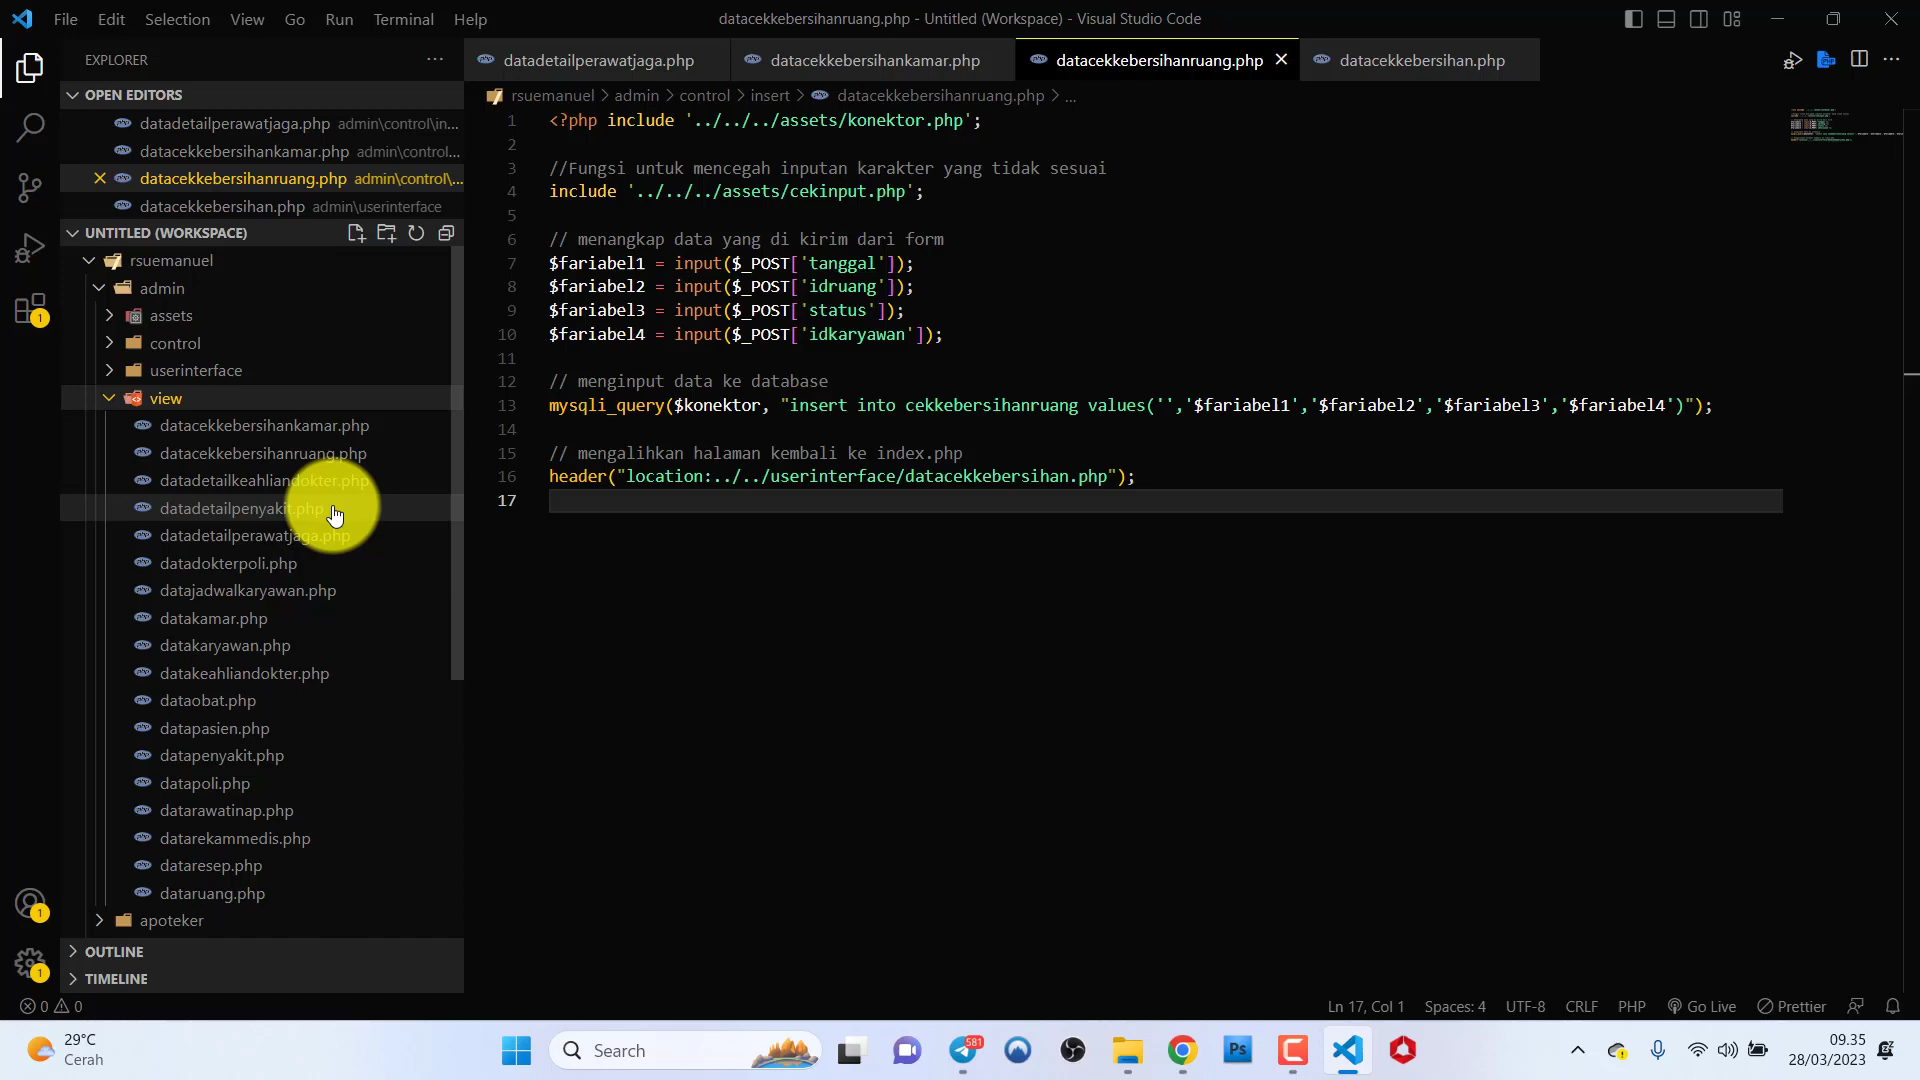 File Edit Selection View Go Run Terminal Help
datacekkebersihanruang.php - Untitled (Workspace) - Visual Studio Code
EXPLORER
OPEN EDITORS
datadetailperawatjaga.php admin\control\in...
datacekkebersihankamar.php admin\control...
datacekkebersihanruang.php admin\control\...
datacekkebersihan.php admin\userinterface
UNTITLED (WORKSPACE)
rsuemanuel
admin
assets
control
userinterface
view
datacekkebersihankamar.php
datacekkebersihanruang.php
datadetailkeahliandokter.php
datadetailpenyakit.php
datadetailperawatjaga.php
datadokterpoli.php
datajadwalkaryawan.php
datakamar.php
datakaryawan.php
datakeahliandokter.php
dataobat.php
datapasien.php
datapenyakit.php
datapoli.php
datarawatinap.php
datarekammedis.php
dataresep.php
dataruang.php
apoteker
OUTLINE
TIMELINE
1
1
1
datadetailperawatjaga.php datacekkebersihankamar.php datacekkebersihanruang.php datacekkebersihan.php
rsuemanuel > admin > control > insert > datacekkebersihanruang.php > ...
1 <?php include '../../../assets/konektor.php';
2
3 //Fungsi untuk mencegah inputan karakter yang tidak sesuai
4 include '../../../assets/cekinput.php';
5
6 // menangkap data yang di kirim dari form
7 $fariabel1 = input($_POST['tanggal']);
8 $fariabel2 = input($_POST['idruang']);
9 $fariabel3 = input($_POST['status']);
10 $fariabel4 = input($_POST['idkaryawan']);
11
12 // menginput data ke database
13 mysqli_query($konektor, "insert into cekkebersihanruang values('','$fariabel1','$fariabel2','$fariabel3','$fariabel4')");
14
15 // mengalihkan halaman kembali ke index.php
16 header("location:../../userinterface/datacekkebersihan.php");
17
0 0
Ln 17, Col 1 Spaces: 4 UTF-8 CRLF PHP Go Live Prettier
29°C
Cerah
Search
581
Ps
09.35
28/03/2023